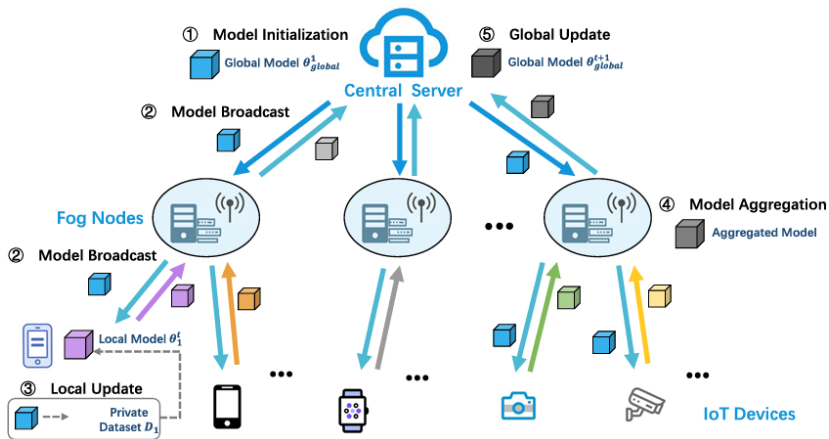 ① Model Initialization
Global Model θ¹global
⑤ Global Update
Global Model θᵗ⁺¹global
Central Server
② Model Broadcast
Fog Nodes
④ Model Aggregation
Aggregated Model
② Model Broadcast
Local Model θ₁ᵗ
③ Local Update
Private
Dataset D₁
IoT Devices